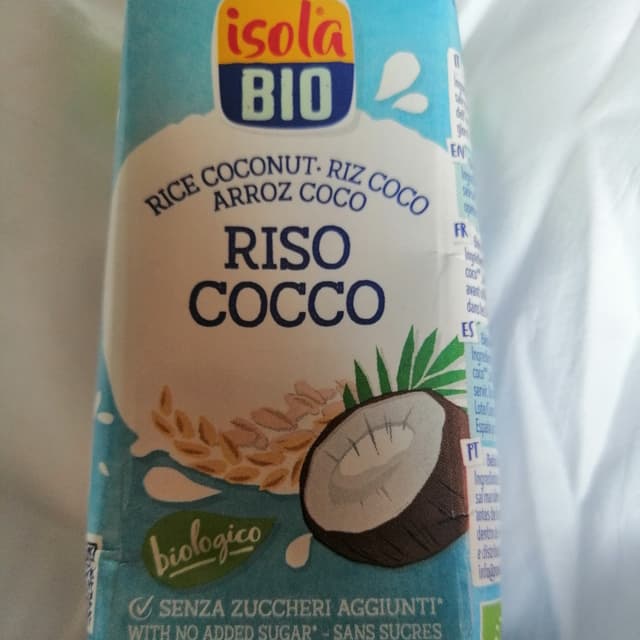 isola
BIO
RICE COCONUT · RIZ COCO
ARROZ COCO
RISO
COCCO
biologico
SENZA ZUCCHERI AGGIUNTI*
WITH NO ADDED SUGAR* - SANS SUCRES
EN
FR
ES
PT